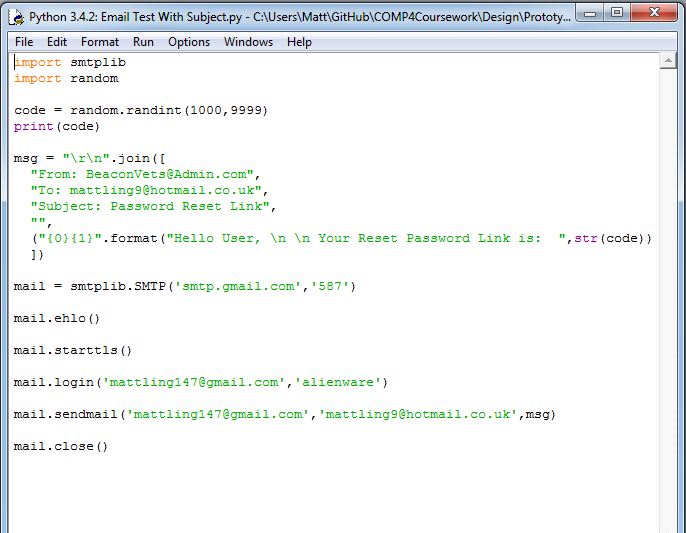 Python 3.4.2: Email Test With Subject.py - C:\Users\Matt\GitHub\COMP4Coursework\Design\Prototy...
File Edit Format Run Options Windows Help
import smtplib
import random
code = random.randint(1000,9999)
print(code)
msg = "\r\n".join([
"From: BeaconVets@Admin.com",
"To: mattling9@hotmail.co.uk",
"Subject: Password Reset Link",
"",
("{0}{1}".format("Hello User, \n \n Your Reset Password Link is:  ",str(code))
])
mail = smtplib.SMTP('smtp.gmail.com','587')
mail.ehlo()
mail.starttls()
mail.login('mattling147@gmail.com','alienware')
mail.sendmail('mattling147@gmail.com','mattling9@hotmail.co.uk',msg)
mail.close()